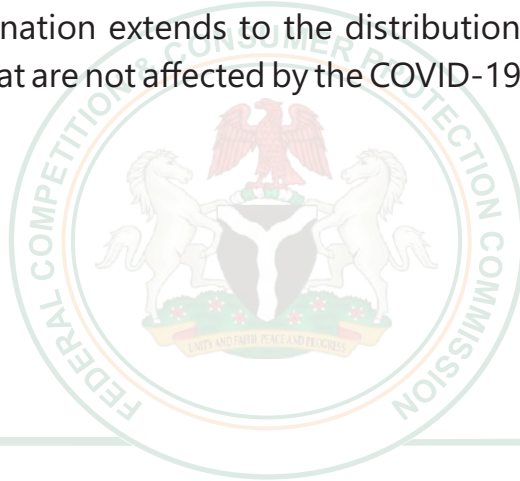 nation extends to the distribution
at are not affected by the COVID-19
FEDERAL COMPETITION & CONSUMER PROTECTION COMMISSION
UNITY AND FAITH, PEACE AND PROGRESS